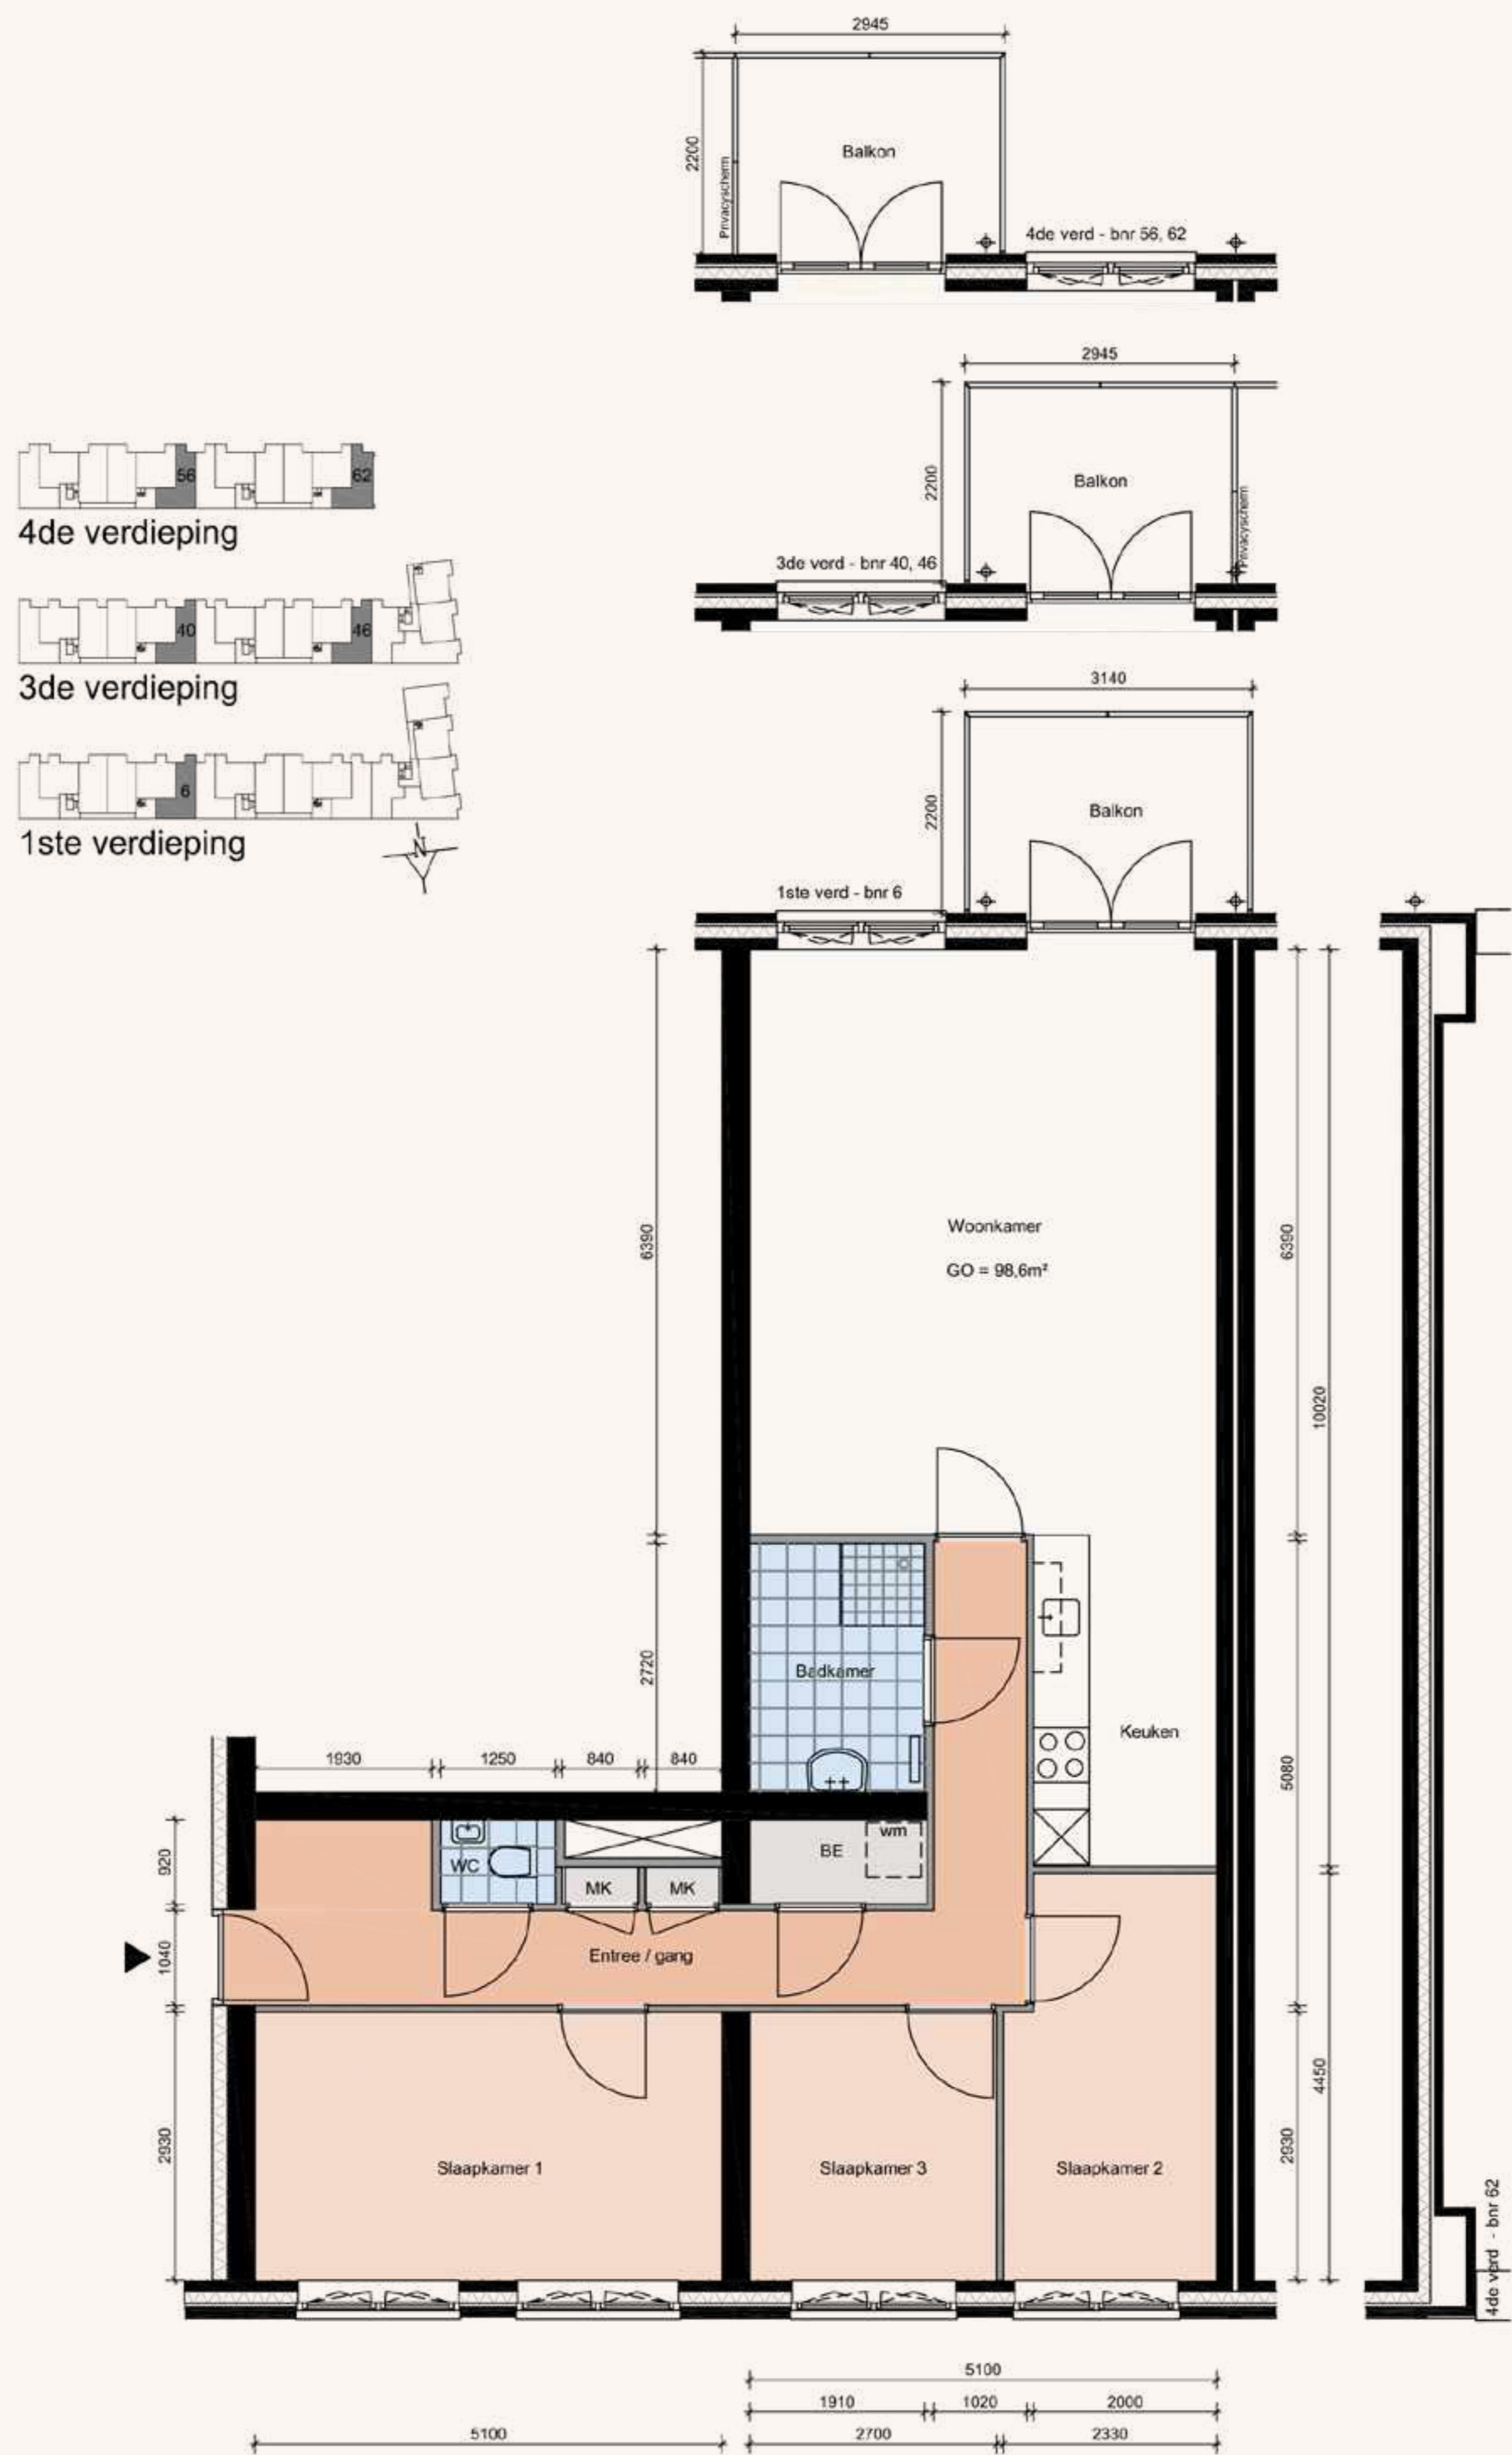 2945
2200
Privacyscherm
Balkon
4de verd - bnr 56, 62
2945
2200
Balkon
Privacyscherm
3de verd - bnr 40, 46
56
62
4de verdieping
40
46
3de verdieping
6
1ste verdieping
N
3140
2200
Balkon
1ste verd - bnr 6
6390
Woonkamer
GO = 98,6m²
6390
10020
2720
Badkamer
Keuken
5080
1930
1250
840
840
920
WC
MK
MK
BE
wm
1040
Entree / gang
2930
Slaapkamer 1
Slaapkamer 3
Slaapkamer 2
2930
4450
4de verd - bnr 62
5100
1910
1020
2000
5100
2700
2330